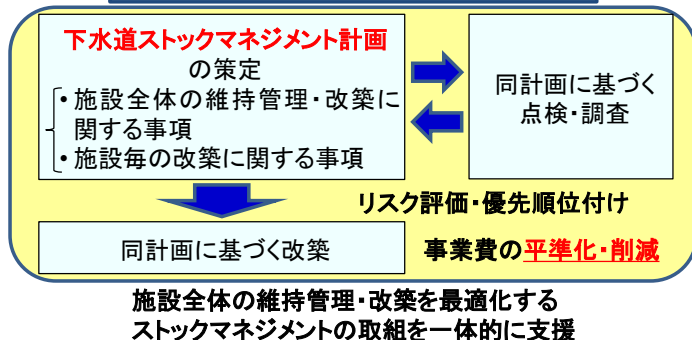 下水道ストックマネジメント計画
の策定
・施設全体の維持管理・改築に
関する事項
・施設毎の改築に関する事項
同計画に基づく
点検・調査
リスク評価・優先順位付け
同計画に基づく改築
事業費の平準化・削減
施設全体の維持管理・改築を最適化する
ストックマネジメントの取組を一体的に支援